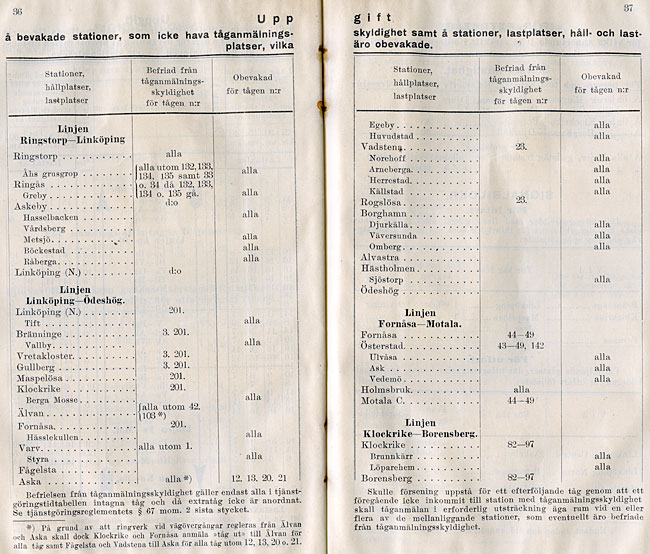 36
Upp
å bevakade stationer, som icke hava tåganmälnings-
platser, vilka
Stationer,
hållplatser,
lastplatser
Befriad från
tåganmälnings-
skyldighet
för tågen n:r
Obevakad
för tågen n:r
Linjen
Ringstorp—Linköping
Ringstorp . . . . . . . . . . . alla
Åhs grusgrop . . . . . . . {alla utom 132,133, alla
134, 135 samt 33
Ringås . . . . . . . . . . . o. 34 då 132, 133,
Greby . . . . . . . . . . . 134 o. 135 gå. alla
Askeby . . . . . . . . . . . d:o
Hasselbacken . . . . . . . alla
Vårdsberg . . . . . . . .
Metsjö . . . . . . . . . . alla
Böckestad . . . . . . . . alla
Råberga . . . . . . . . . alla
Linköping (N.) . . . . . . . d:o
Linjen
Linköping—Ödeshög.
Linköping (N.) . . . . . . . 201.
Tift . . . . . . . . . . . alla
Bränninge . . . . . . . . . 3. 201.
Vallby . . . . . . . . . . alla
Vretakloster . . . . . . . . 3. 201.
Gullberg . . . . . . . . . . 3. 201.
Maspelösa . . . . . . . . . 201.
Klockrike . . . . . . . . . 201.
Berga Mosse . . . . . . . alla
Älvan . . . . . . . . . . . {alla utom 42.
(103 *)
Fornåsa . . . . . . . . . . 201.
Hässlekullen . . . . . . . alla
Varv . . . . . . . . . . . alla utom 1.
Styra . . . . . . . . . . alla
Fågelsta . . . . . . . . . .
Aska . . . . . . . . . . . alla *) 12. 13. 20. 21
Befrielsen från tåganmälningsskyldighet gäller endast alla i tjänst-
göringstidtabellen intagna tåg och då extratåg icke är anordnat.
Se tjänstgöringsreglementets § 67 mom. 2 sista stycket.
*) På grund av att ringverk vid vägövergångar regleras från Älvan
och Aska skall dock Klockrike och Fornåsa anmäla »tåg ut» till Älvan för
alla tåg samt Fågelsta och Vadstena till Aska för alla tåg utom 12, 13, 20 o. 21.
37
gift
skyldighet samt å stationer, lastplatser, håll- och last-
äro obevakade.
Stationer,
hållplatser,
lastplatser
Befriad från
tåganmälnings-
skyldighet
för tågen n:r
Obevakad
för tågen n:r
Egeby . . . . . . . . . . alla
Huvudstad . . . . . . . . alla
Vadstena . . . . . . . . . 23.
Norehoff . . . . . . . . . alla
Arneberga . . . . . . . . alla
Herrestad . . . . . . . . alla
Källstad . . . . . . . . . alla
Rogslösa . . . . . . . . . 23.
Borghamn . . . . . . . . .
Djurkälla . . . . . . . . . alla
Väversunda . . . . . . . alla
Omberg . . . . . . . . . alla
Alvastra . . . . . . . . . .
Hästholmen . . . . . . . .
Sjöstorp . . . . . . . . . alla
Ödeshög . . . . . . . . . .
Linjen
Fornåsa—Motala.
Fornåsa . . . . . . . . . . 44—49
Österstad . . . . . . . . . 43—49, 142
Ulvåsa . . . . . . . . . . alla
Ask . . . . . . . . . . . alla
Vedemö . . . . . . . . . alla
Holmsbruk . . . . . . . . . alla
Motala C. . . . . . . . . . 44—49
Linjen
Klockrike—Borensberg.
Klockrike . . . . . . . . . 82—97
Brunnkärr . . . . . . . . alla
Löparehem . . . . . . . . alla
Borensberg . . . . . . . . 82—97
Skulle försening uppstå för ett efterföljande tåg genom att ett
föregående icke inkommit till station med tåganmälningsskyldighet
skall tåganmälan i erforderlig utsträckning äga rum vid en eller
flera av de mellanliggande stationer, som eventuellt äro befriade
från tåganmälningsskyldighet.